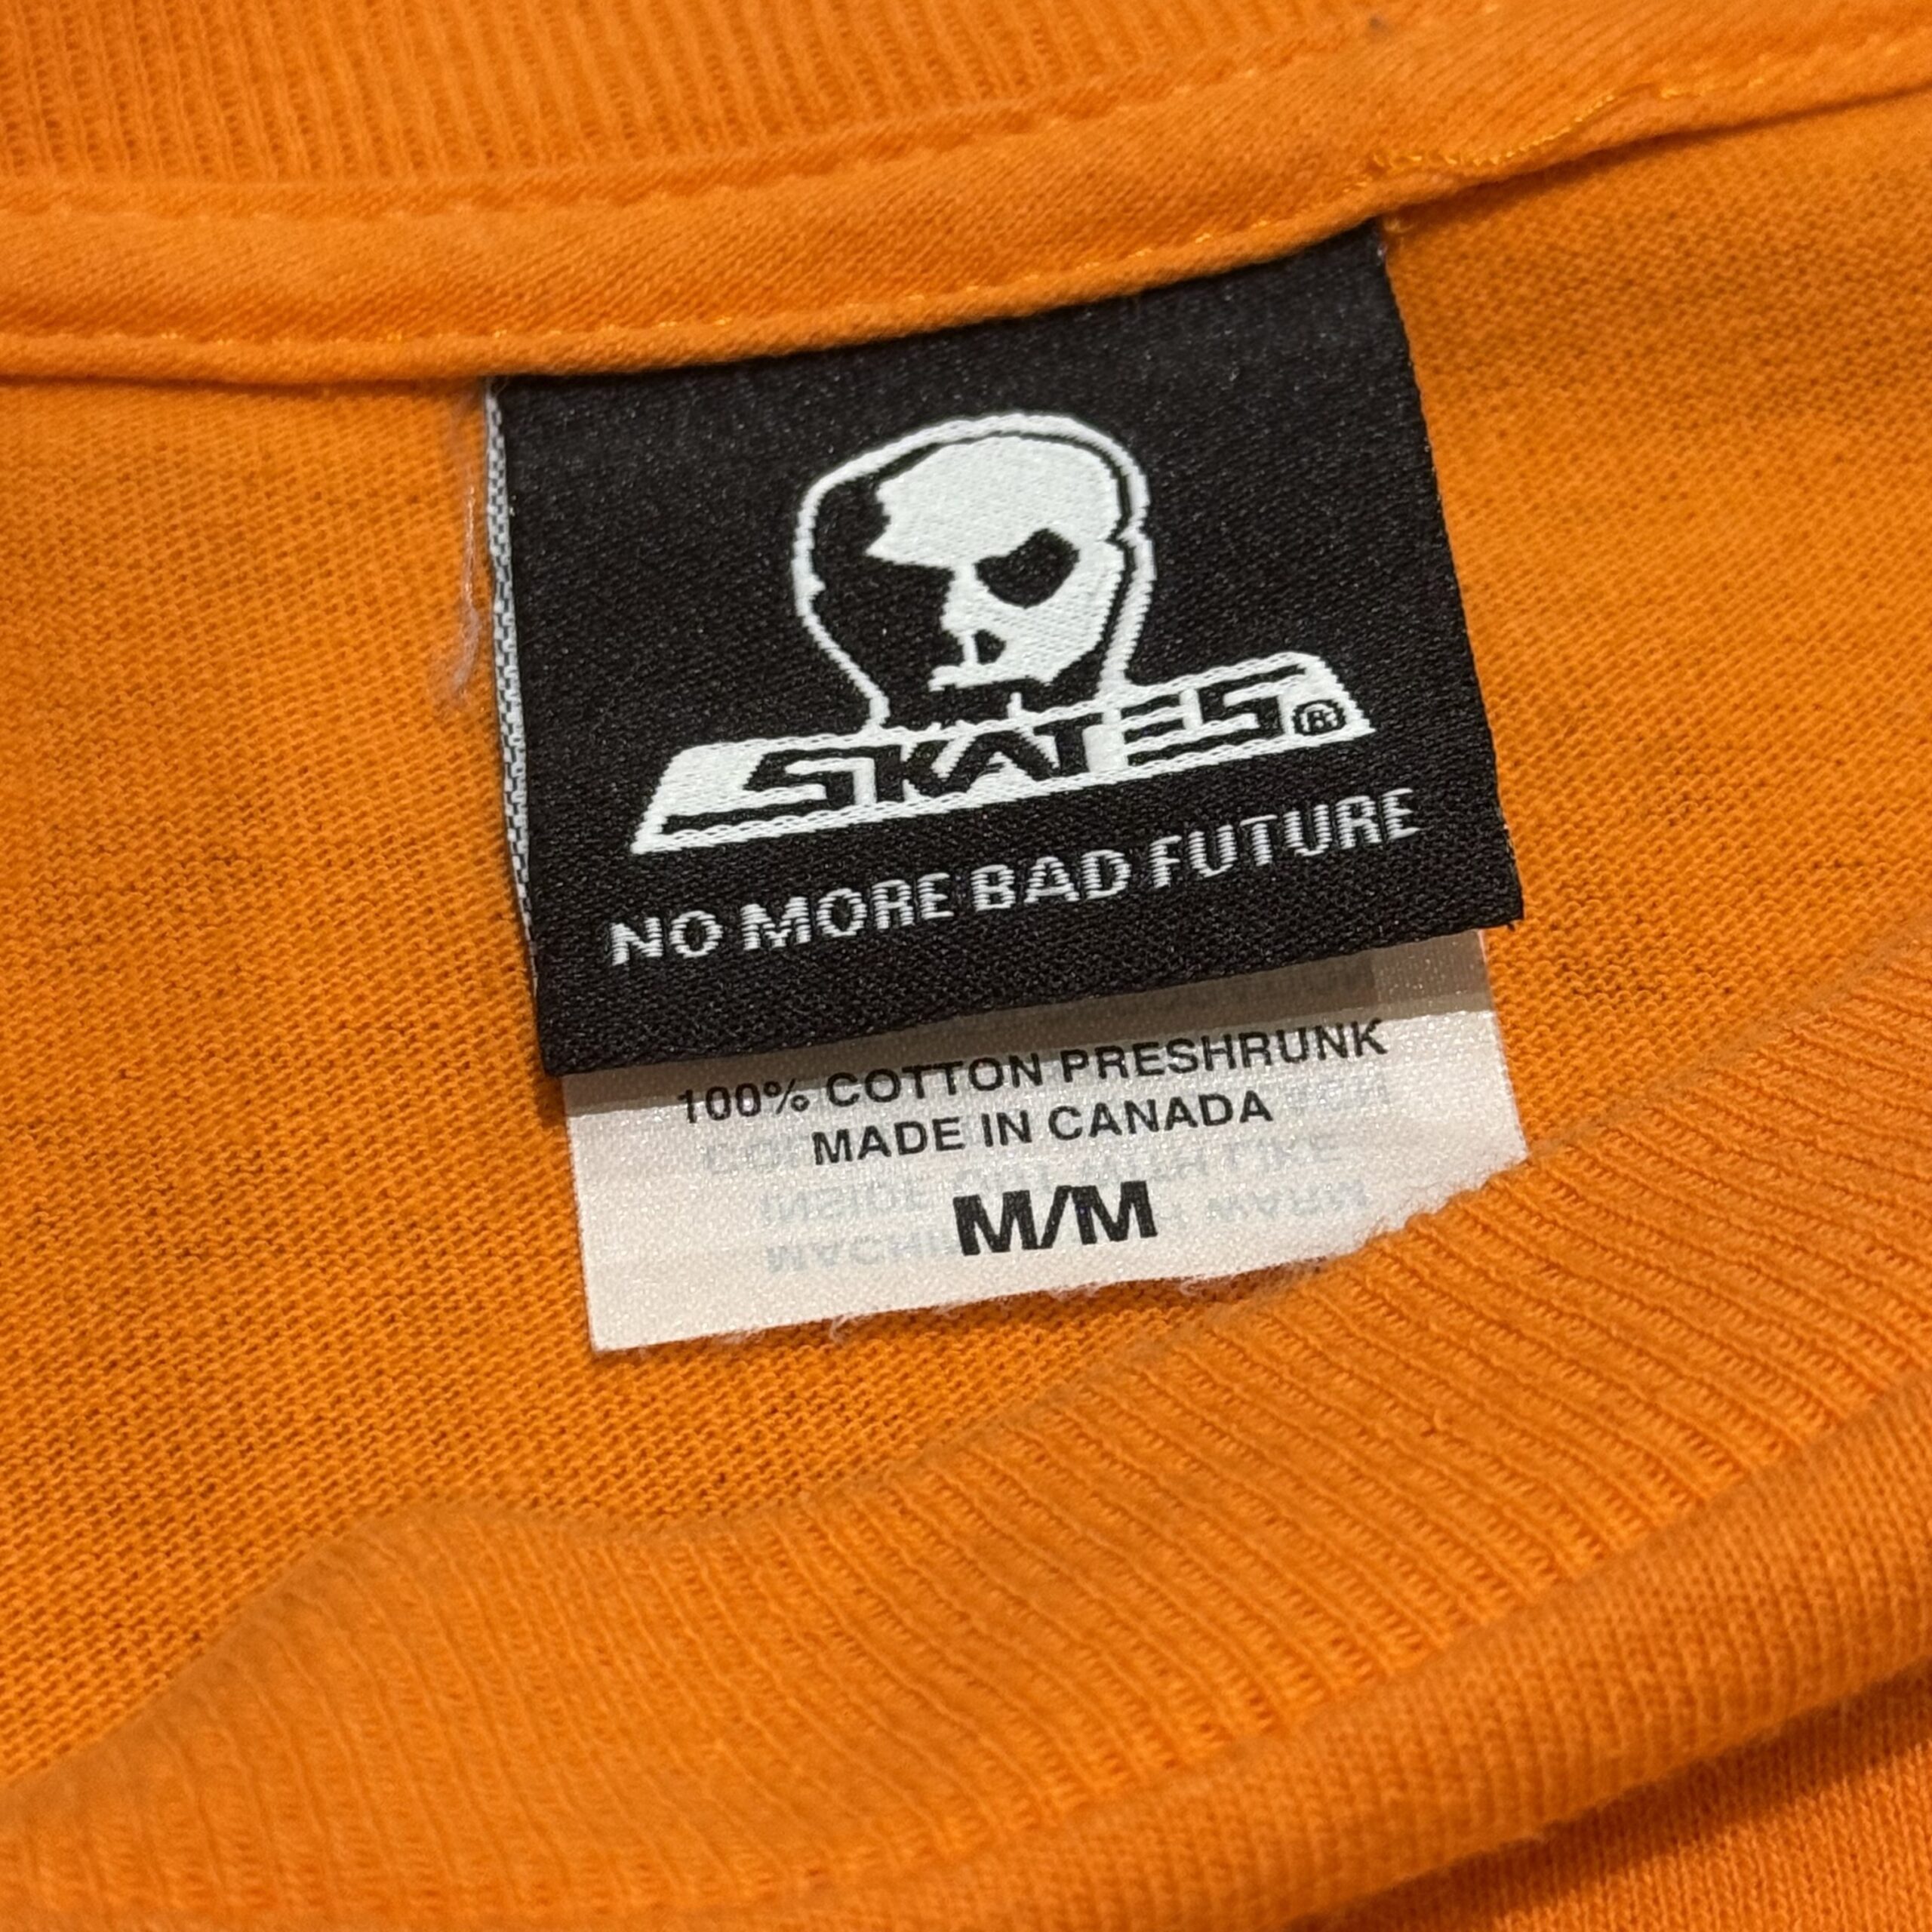 SKATES®
NO MORE BAD FUTURE
100% COTTON PRESHRUNK
MADE IN CANADA
M/M